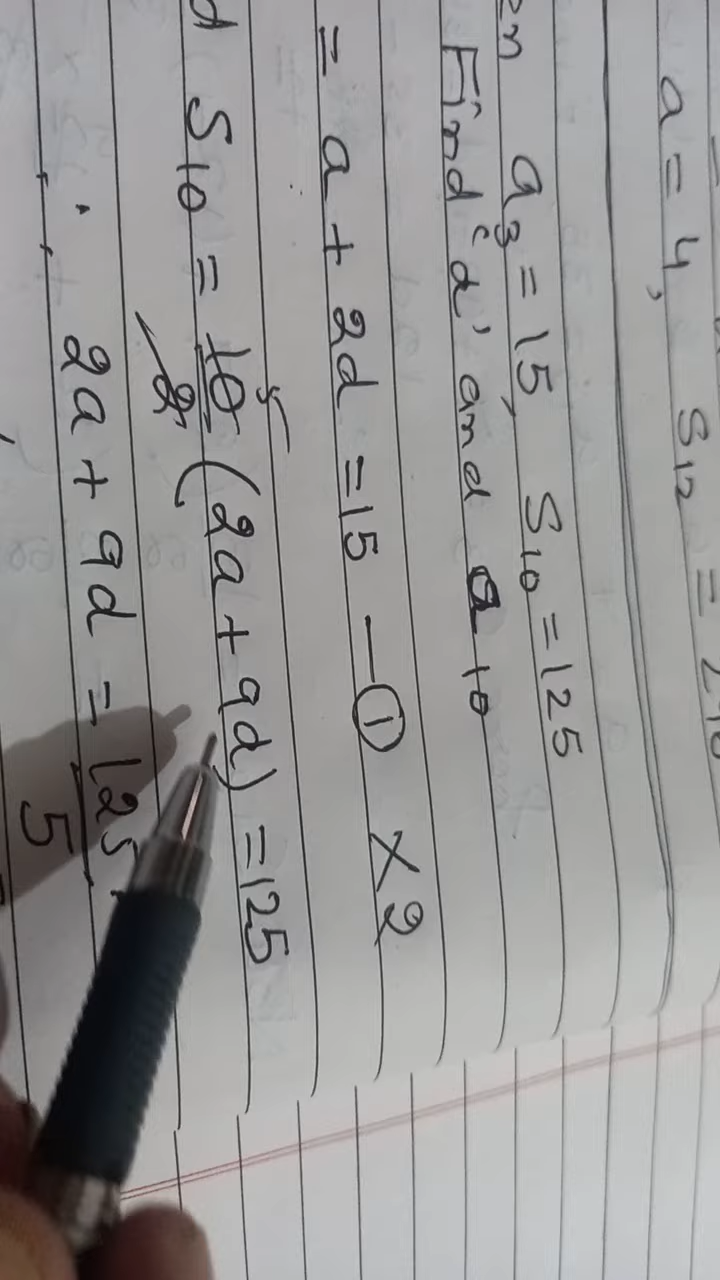 a = 4, S12 =
a3 = 15, S10 = 125
Find 'd' and a10
= a + 2d = 15 — ① × 2
S10 = 10/2 5 (2a + 9d) = 125
∴ 2a + 9d = 125/5